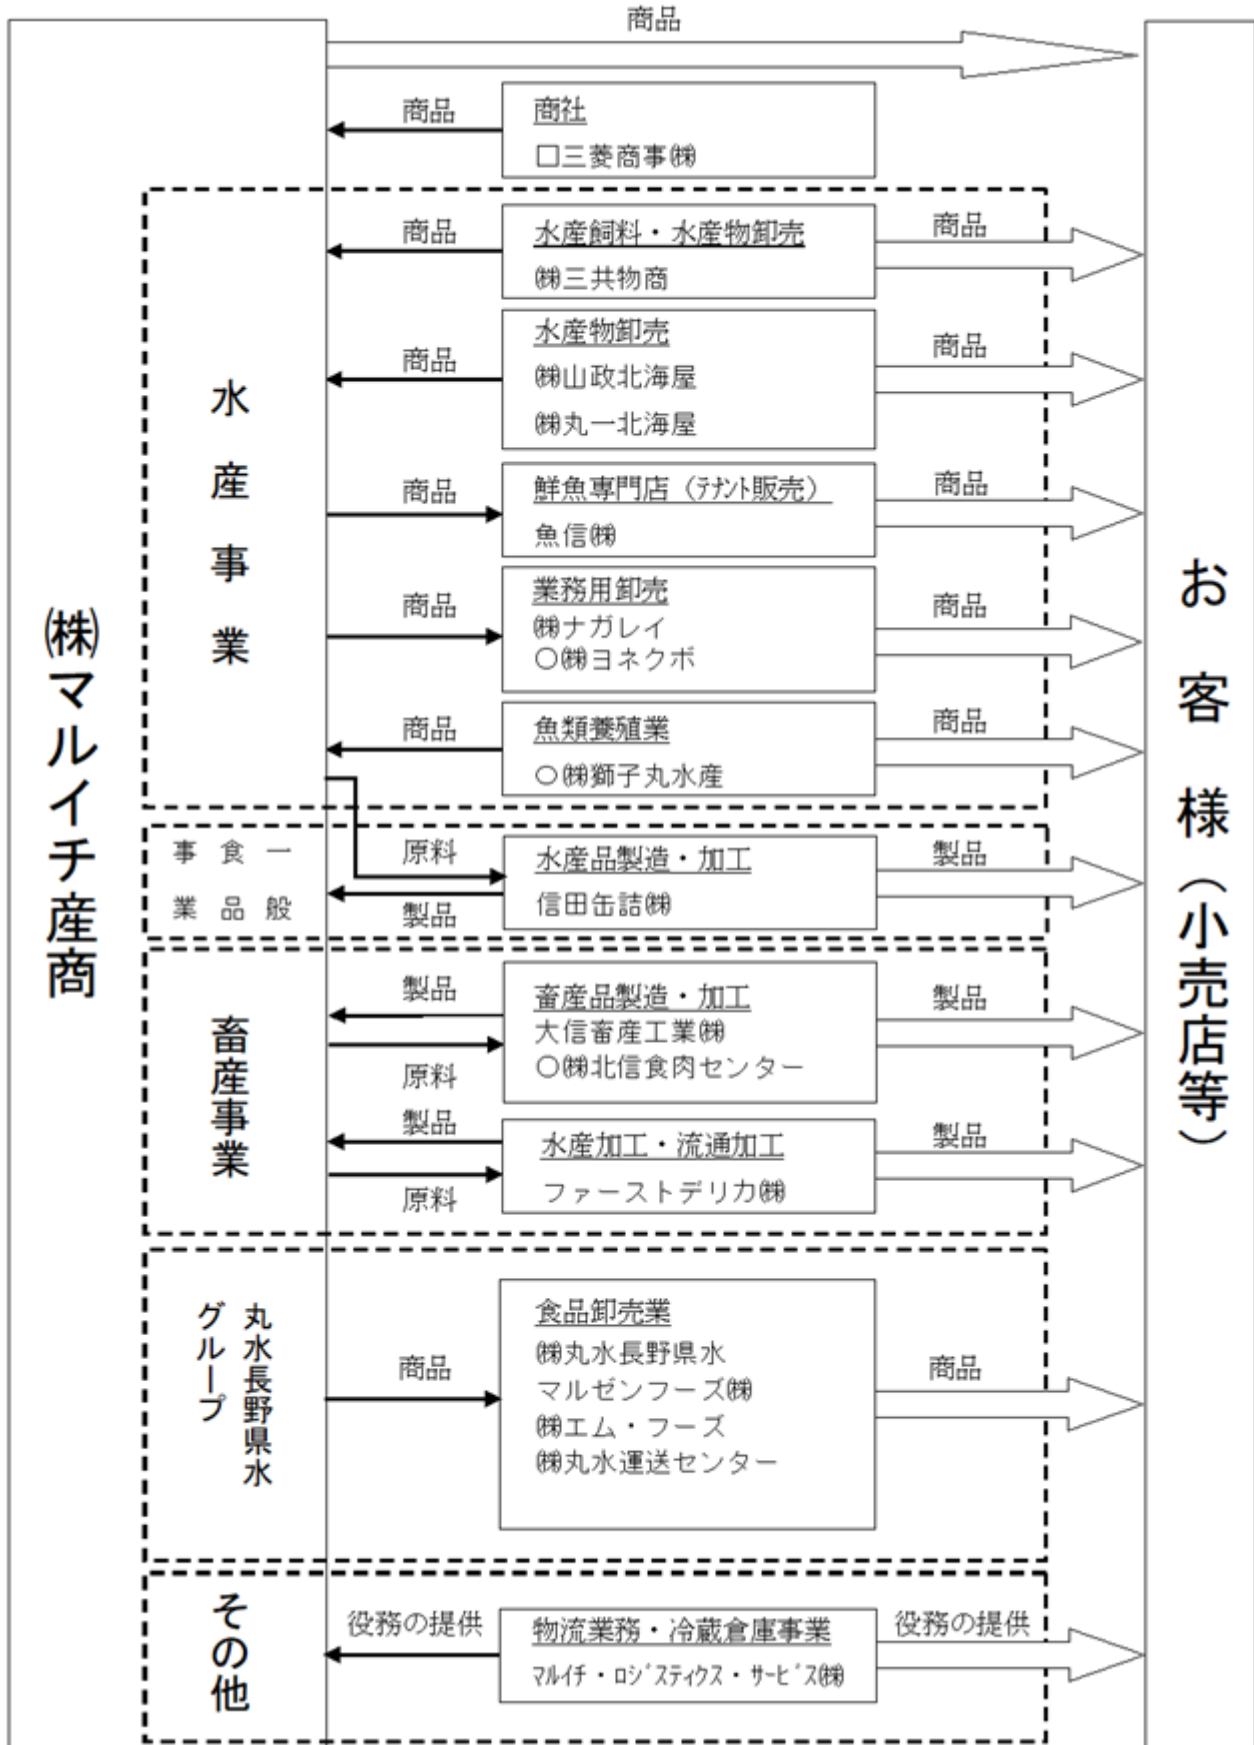 商品
商品
商社
□三菱商事㈱
㈱マルイチ産商
お客様（小売店等）
水産事業
商品
水産飼料・水産物卸売
㈱三共物商
商品
商品
水産物卸売
㈱山政北海屋
㈱丸一北海屋
商品
商品
鮮魚専門店（ﾃﾅﾝﾄ販売）
魚信㈱
商品
商品
業務用卸売
㈱ナガレイ
○㈱ヨネクボ
商品
商品
魚類養殖業
○㈱獅子丸水産
商品
一般
食品
事業
原料
製品
水産品製造・加工
信田缶詰㈱
製品
畜産事業
製品
原料
畜産品製造・加工
大信畜産工業㈱
○㈱北信食肉センター
製品
製品
原料
水産加工・流通加工
ファーストデリカ㈱
製品
丸水長野県水
グループ
商品
食品卸売業
㈱丸水長野県水
マルゼンフーズ㈱
㈱エム・フーズ
㈱丸水運送センター
商品
その他
役務の提供
物流業務・冷蔵倉庫事業
ﾏﾙｲﾁ・ﾛｼﾞｽﾃｨｸｽ・ｻｰﾋﾞｽ㈱
役務の提供